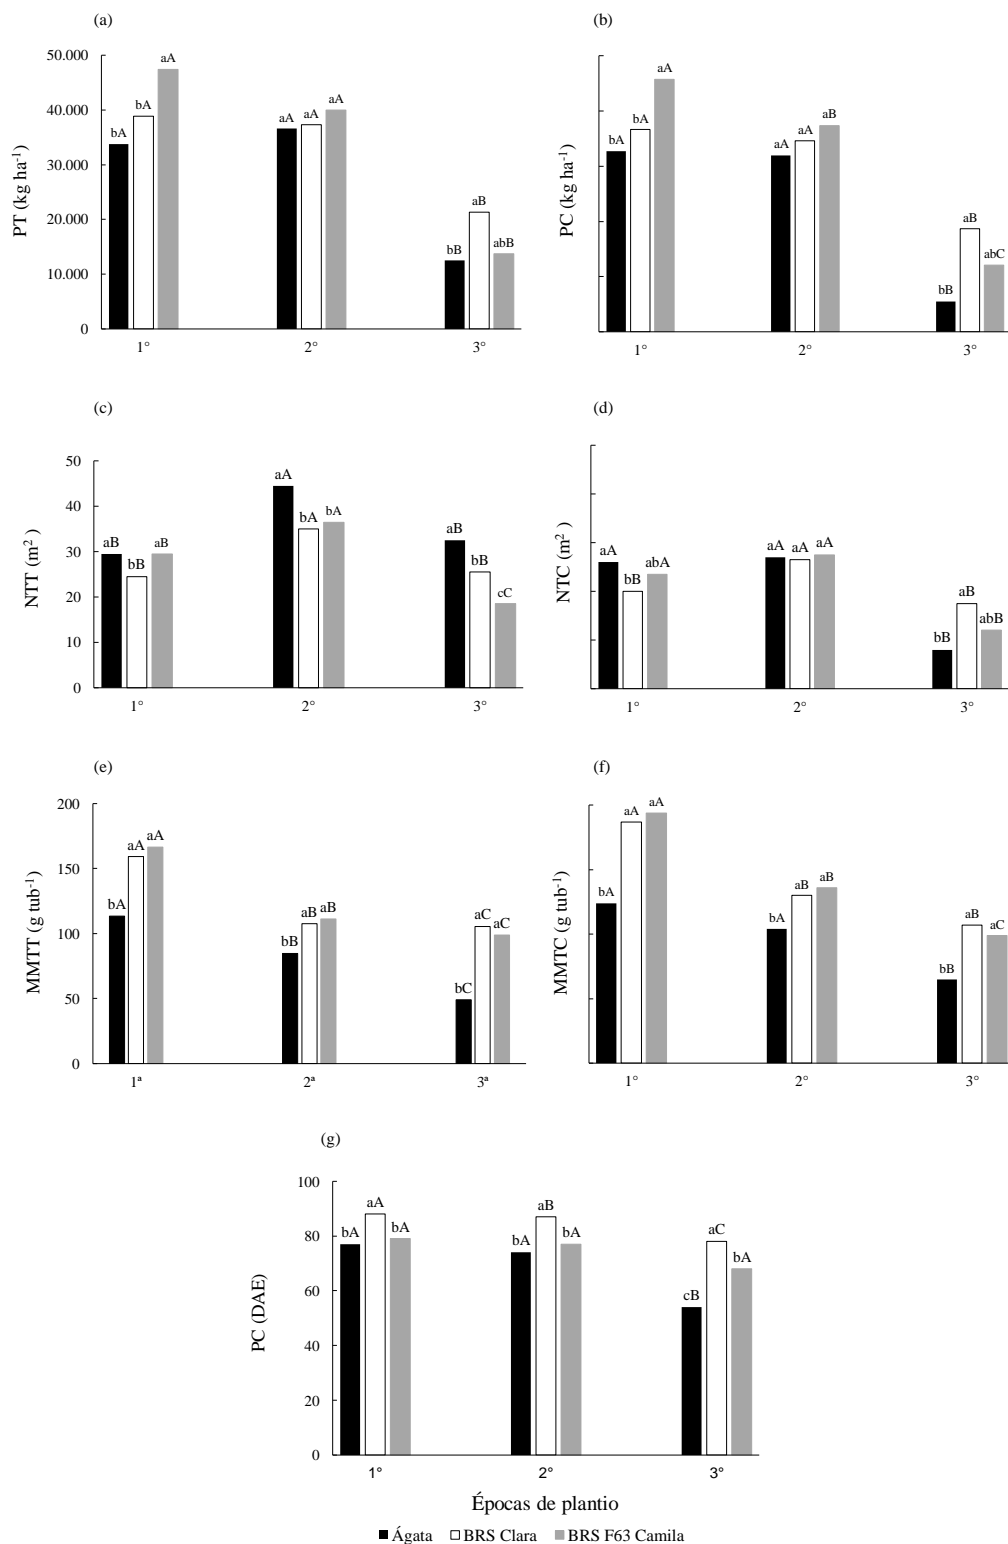 (a)
50.000
40.000
30.000
20.000
10.000
0
PT (kg ha-1)
bA bA aA
aA aA aA
bB aB abB
1° 2° 3°
(b)
PC (kg ha-1)
bA bA aA
aA aA aB
bB aB abC
1° 2° 3°
(c)
50
40
30
20
10
0
NTT (m2 )
aB bB aB
aA bA bA
aB bB cC
1° 2° 3°
(d)
NTC (m2 )
aA bB abA
aA aA aA
bB aB abB
1° 2° 3°
(e)
200
150
100
50
0
MMTT (g tub-1)
bA aA aA
bB aB aB
bC aC aC
1ª 2ª 3ª
(f)
MMTC (g tub-1)
bA aA aA
bA aB aB
bB aB aC
1° 2° 3°
(g)
100
80
60
40
20
0
PC (DAE)
bA aA bA
bA aB bA
cB aC bA
1° 2° 3°
Épocas de plantio
Ágata BRS Clara BRS F63 Camila